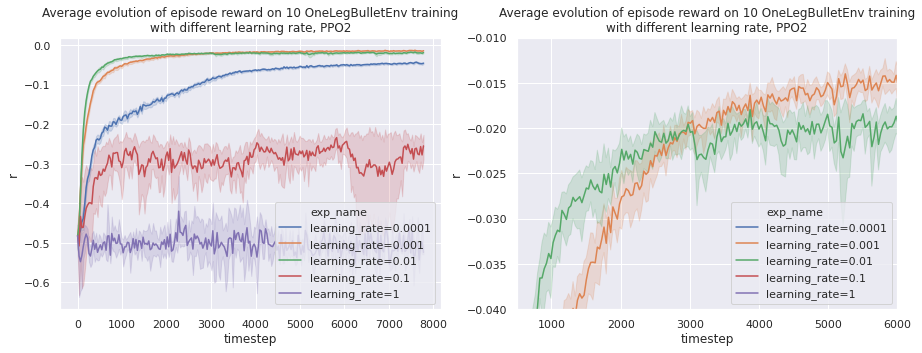 Average evolution of episode reward on 10 OneLegBulletEnv training
with different learning rate, PPO2
0.0
−0.1
−0.2
−0.3
−0.4
−0.5
−0.6
r
0
1000
2000
3000
4000
5000
6000
7000
8000
timestep
exp_name
learning_rate=0.0001
learning_rate=0.001
learning_rate=0.01
learning_rate=0.1
learning_rate=1
Average evolution of episode reward on 10 OneLegBulletEnv training
with different learning rate, PPO2
−0.010
−0.015
−0.020
−0.025
−0.030
−0.035
−0.040
r
1000
2000
3000
4000
5000
6000
timestep
exp_name
learning_rate=0.0001
learning_rate=0.001
learning_rate=0.01
learning_rate=0.1
learning_rate=1